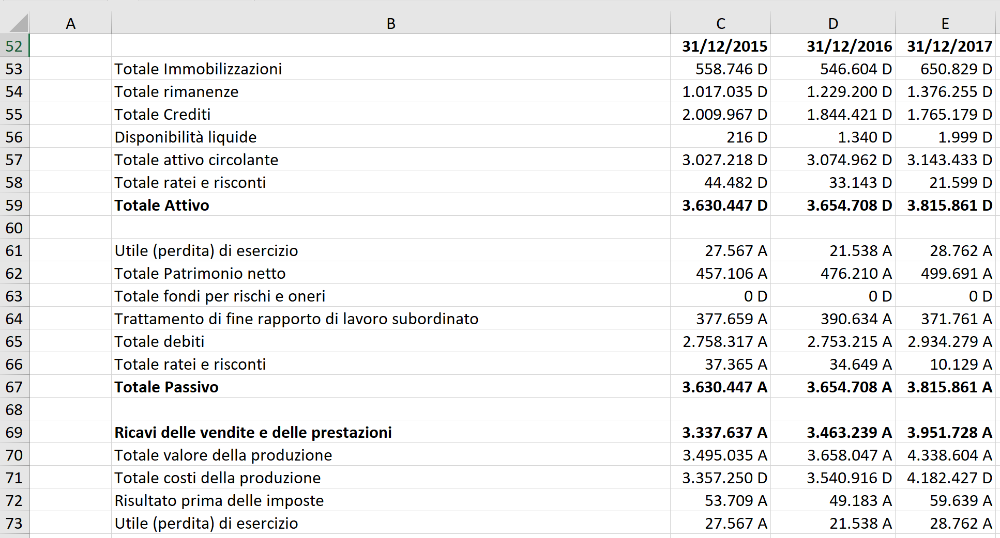 A B C D E
52 31/12/2015 31/12/2016 31/12/2017
53 Totale Immobilizzazioni 558.746 D 546.604 D 650.829 D
54 Totale rimanenze 1.017.035 D 1.229.200 D 1.376.255 D
55 Totale Crediti 2.009.967 D 1.844.421 D 1.765.179 D
56 Disponibilità liquide 216 D 1.340 D 1.999 D
57 Totale attivo circolante 3.027.218 D 3.074.962 D 3.143.433 D
58 Totale ratei e risconti 44.482 D 33.143 D 21.599 D
59 Totale Attivo 3.630.447 D 3.654.708 D 3.815.861 D
60
61 Utile (perdita) di esercizio 27.567 A 21.538 A 28.762 A
62 Totale Patrimonio netto 457.106 A 476.210 A 499.691 A
63 Totale fondi per rischi e oneri 0 D 0 D 0 D
64 Trattamento di fine rapporto di lavoro subordinato 377.659 A 390.634 A 371.761 A
65 Totale debiti 2.758.317 A 2.753.215 A 2.934.279 A
66 Totale ratei e risconti 37.365 A 34.649 A 10.129 A
67 Totale Passivo 3.630.447 A 3.654.708 A 3.815.861 A
68
69 Ricavi delle vendite e delle prestazioni 3.337.637 A 3.463.239 A 3.951.728 A
70 Totale valore della produzione 3.495.035 A 3.658.047 A 4.338.604 A
71 Totale costi della produzione 3.357.250 D 3.540.916 D 4.182.427 D
72 Risultato prima delle imposte 53.709 A 49.183 A 59.639 A
73 Utile (perdita) di esercizio 27.567 A 21.538 A 28.762 A